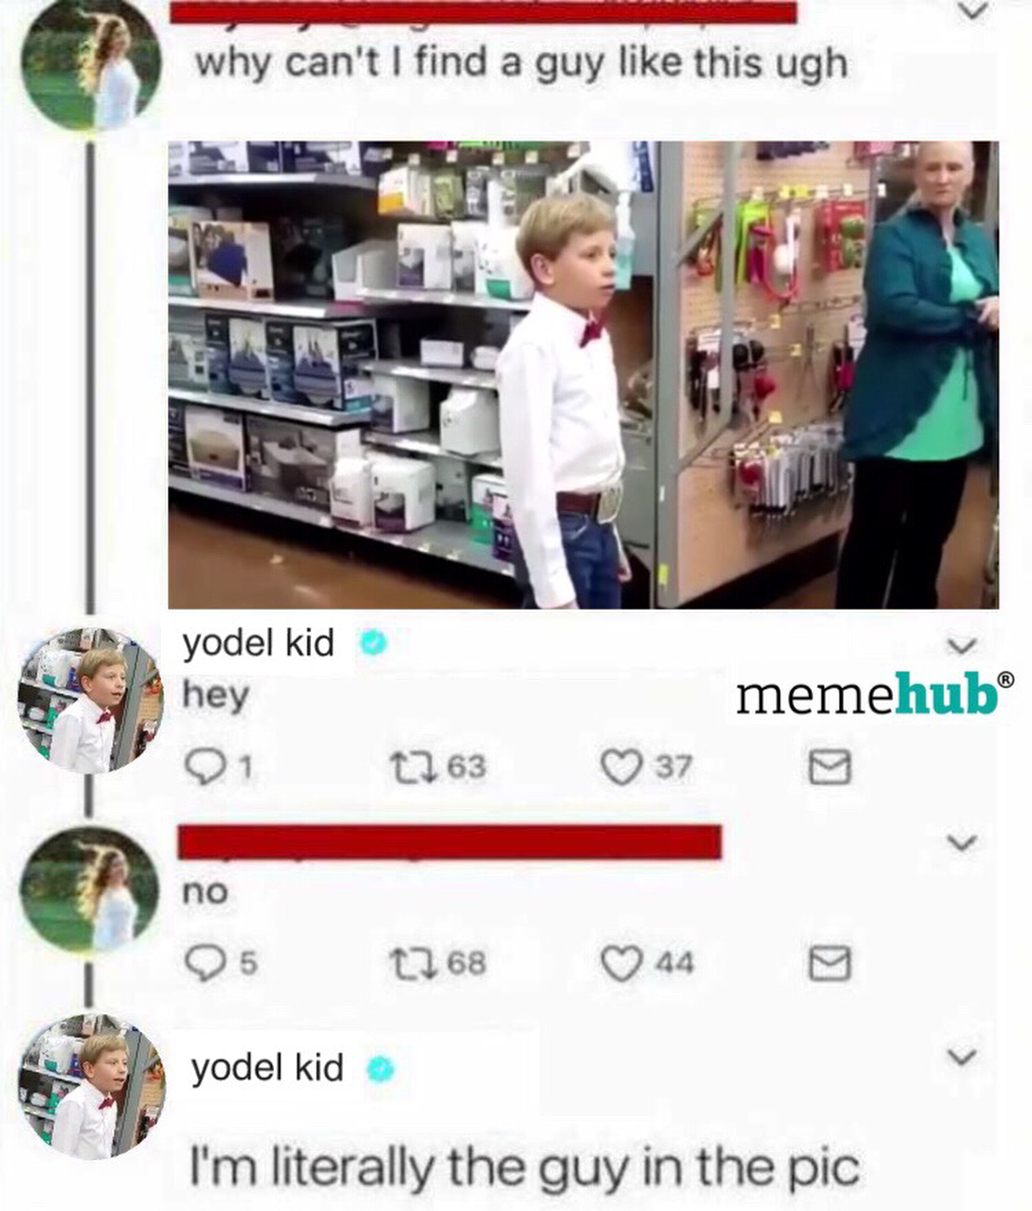 why can't I find a guy like this ugh
yodel kid
hey
memehub®
1 63 37
no
5 68 44
yodel kid
I'm literally the guy in the pic